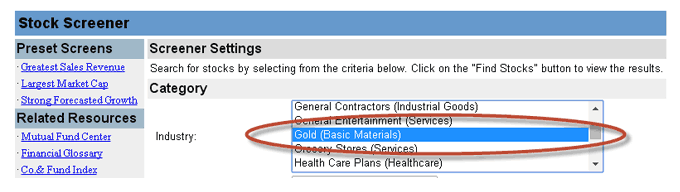 Stock Screener
Preset Screens
· Greatest Sales Revenue
· Largest Market Cap
· Strong Forecasted Growth
Related Resources
· Mutual Fund Center
· Financial Glossary
· Co.& Fund Index
Screener Settings
Search for stocks by selecting from the criteria below. Click on the "Find Stocks" button to view the results.
Category
Industry:
General Contractors (Industrial Goods)
General Entertainment (Services)
Gold (Basic Materials)
Grocery Stores (Services)
Health Care Plans (Healthcare)